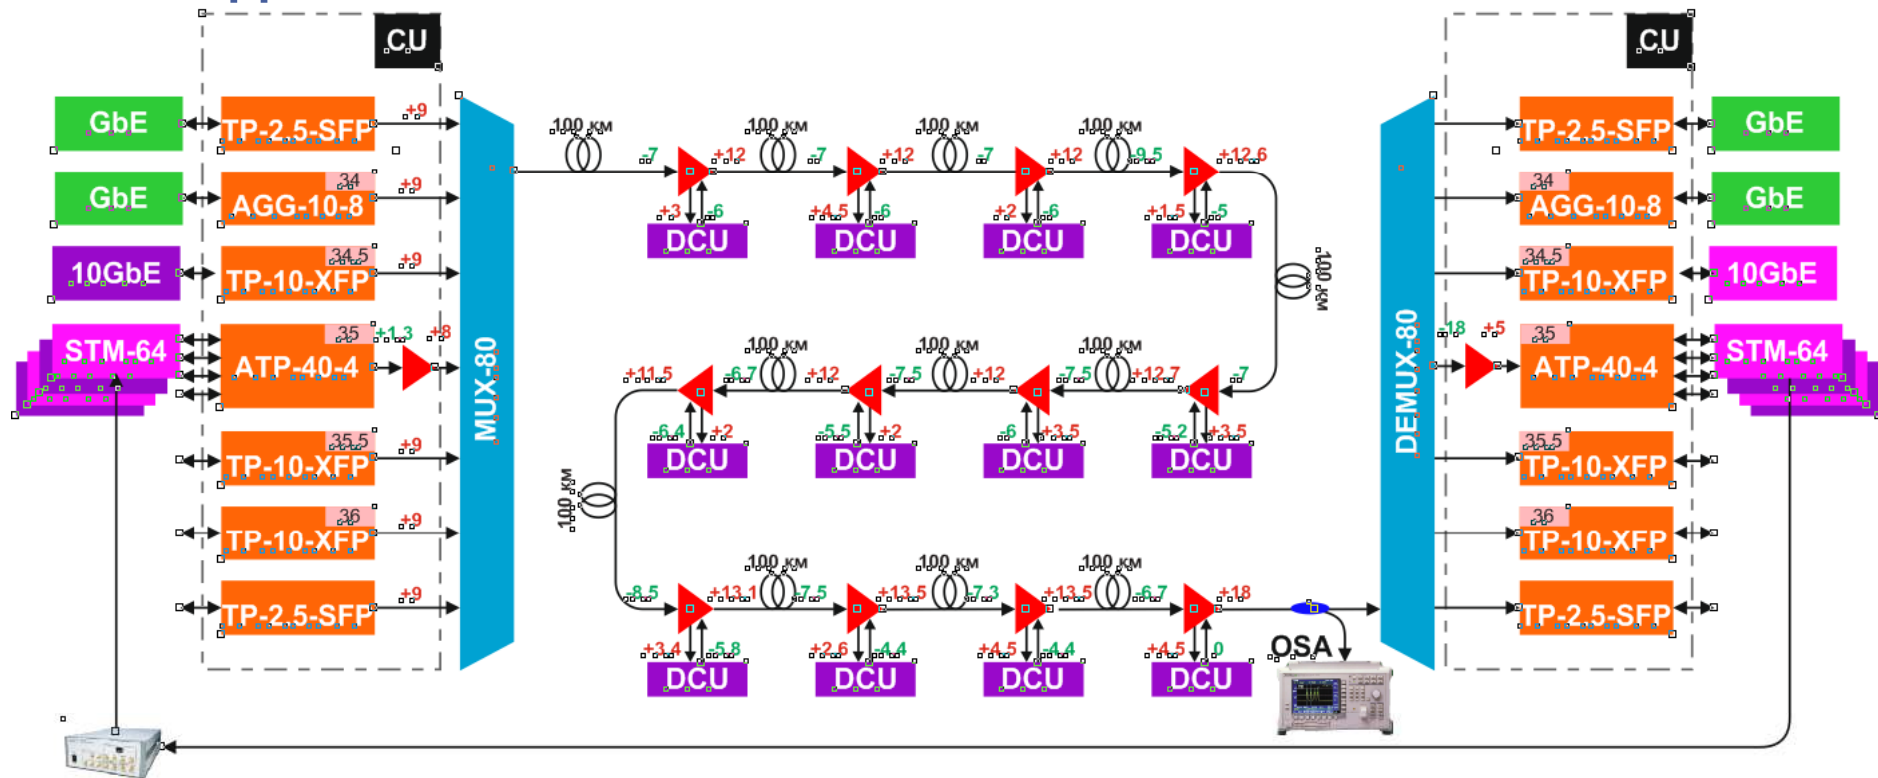 CU
CU
GbE
TP-2.5-SFP
+9
GbE
34
AGG-10-8
+9
10GbE
34.5
TP-10-XFP
+9
STM-64
35
ATP-40-4
+1.3
+8
35.5
TP-10-XFP
+9
36
TP-10-XFP
+9
TP-2.5-SFP
+9
MUX-80
100 км
100 км
100 км
100 км
-7
+12
-7
+12
-7
+12
-9.5
+12.6
+3
-6
+4.5
-6
+2
-6
+1.5
-5
DCU
DCU
DCU
DCU
100 км
100 км
100 км
100 км
+11.5
-6.7
+12
-7.5
+12
-7.5
+12.7
-7
-6.4
+2
-5.5
+2
-6
+3.5
-5.2
+3.5
DCU
DCU
DCU
DCU
100 км
100 км
100 км
100 км
-8.5
+13.1
-7.5
+13.5
-7.3
+13.5
-6.7
+18
+3.4
-5.8
+2.6
-4.4
+4.5
-4.4
+4.5
0
DCU
DCU
DCU
DCU
OSA
DEMUX-80
TP-2.5-SFP
GbE
34
AGG-10-8
GbE
34.5
TP-10-XFP
10GbE
-18
+5
35
ATP-40-4
STM-64
35.5
TP-10-XFP
36
TP-10-XFP
TP-2.5-SFP